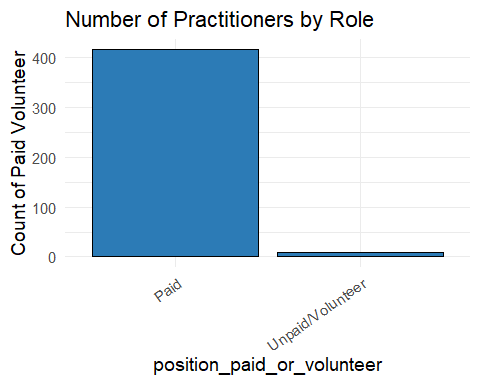 Number of Practitioners by Role
Count of Paid Volunteer
400
300
200
100
0
Paid
Unpaid/Volunteer
position_paid_or_volunteer